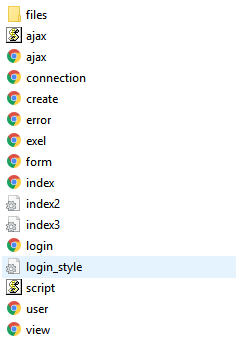 files
ajax
ajax
connection
create
error
exel
form
index
index2
index3
login
login_style
script
user
view